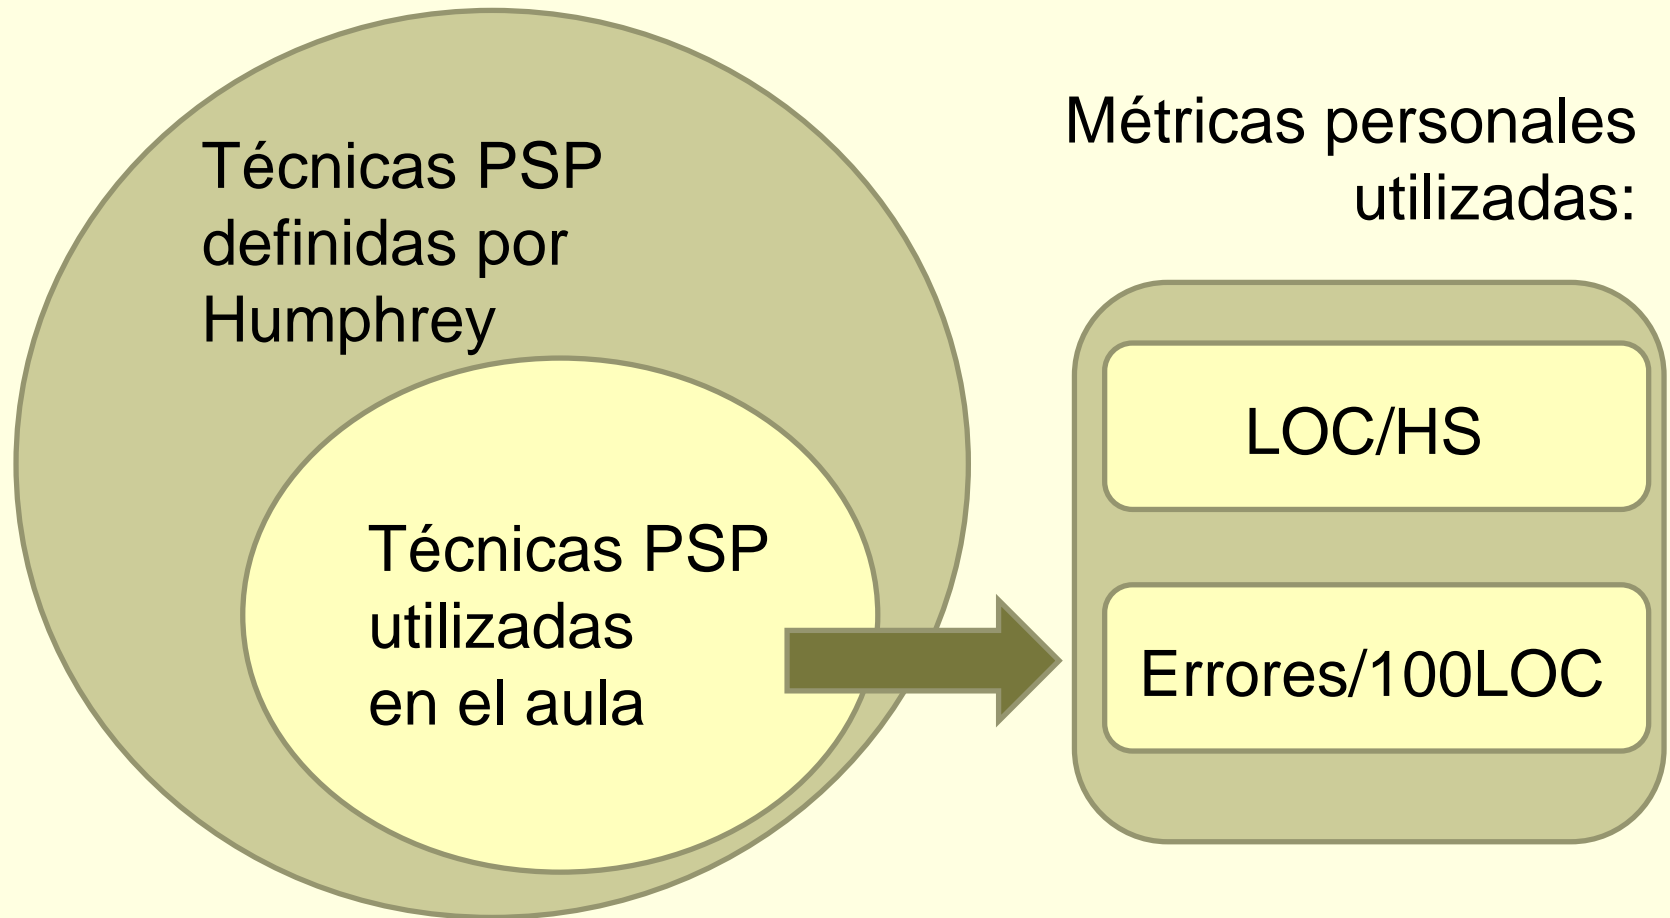 Técnicas PSP
definidas por
Humphrey
Técnicas PSP
utilizadas
en el aula
Métricas personales
utilizadas:
LOC/HS
Errores/100LOC